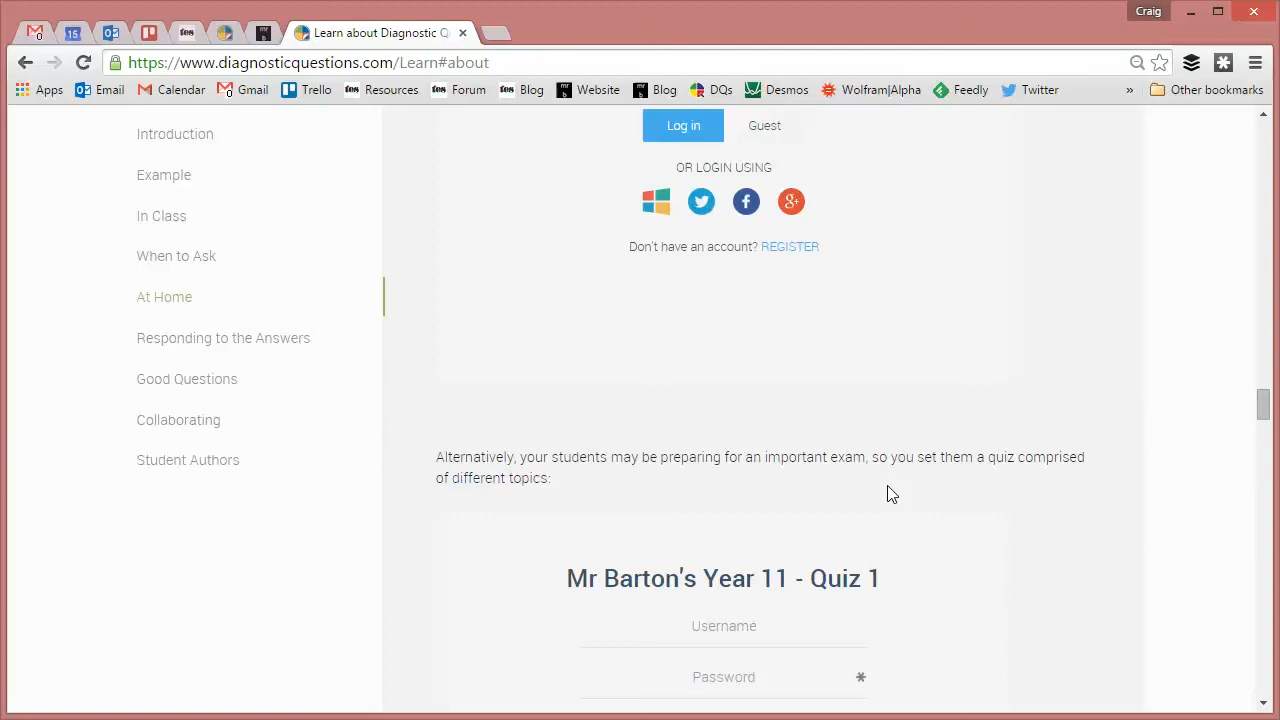 Craig
Learn about Diagnostic Q
https://www.diagnosticquestions.com/Learn#about
Apps Email Calendar Gmail Trello tes Resources tes Forum tes Blog Website Blog DQs Desmos Wolfram|Alpha Feedly Twitter » Other bookmarks
Introduction
Example
In Class
When to Ask
At Home
Responding to the Answers
Good Questions
Collaborating
Student Authors
Log in Guest
OR LOGIN USING
Don't have an account? REGISTER
Alternatively, your students may be preparing for an important exam, so you set them a quiz comprised
of different topics:
Mr Barton's Year 11 - Quiz 1
Username
Password *